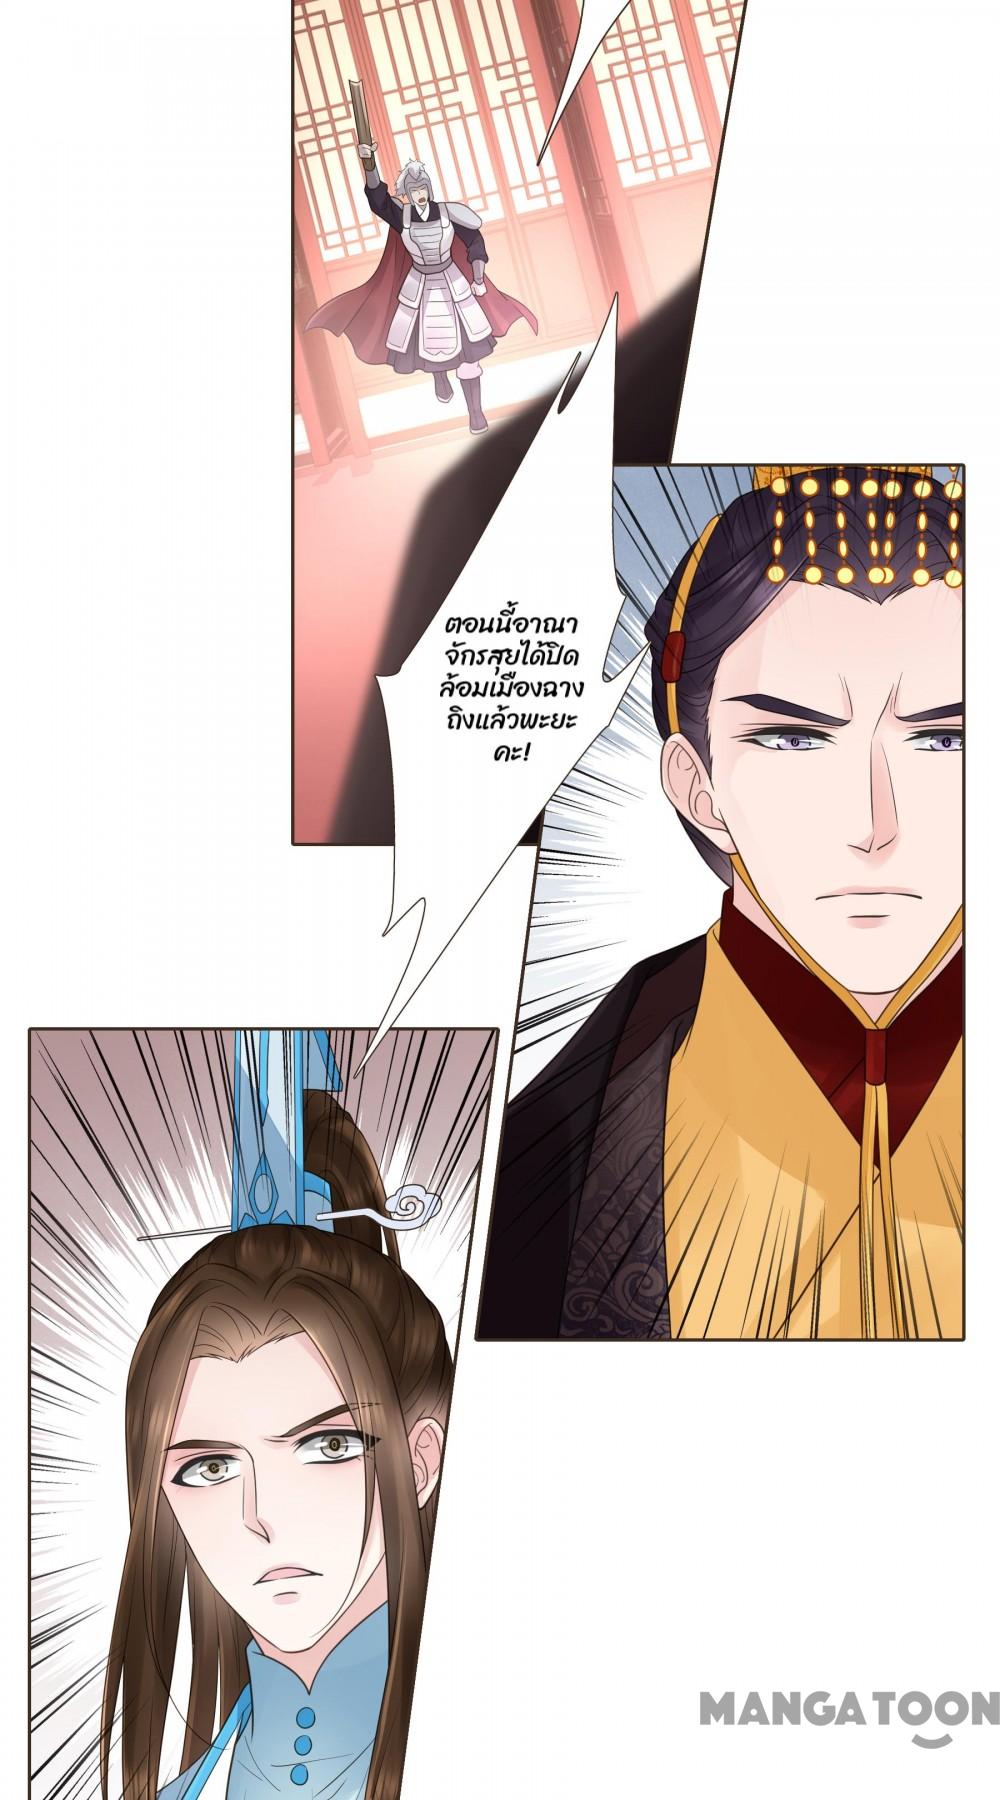 ตอนนี้อาณา
จักรสุยได้ปิด
ล้อมเมืองฉาง
ถิงแล้วพะยะ
คะ!
MANGATOON